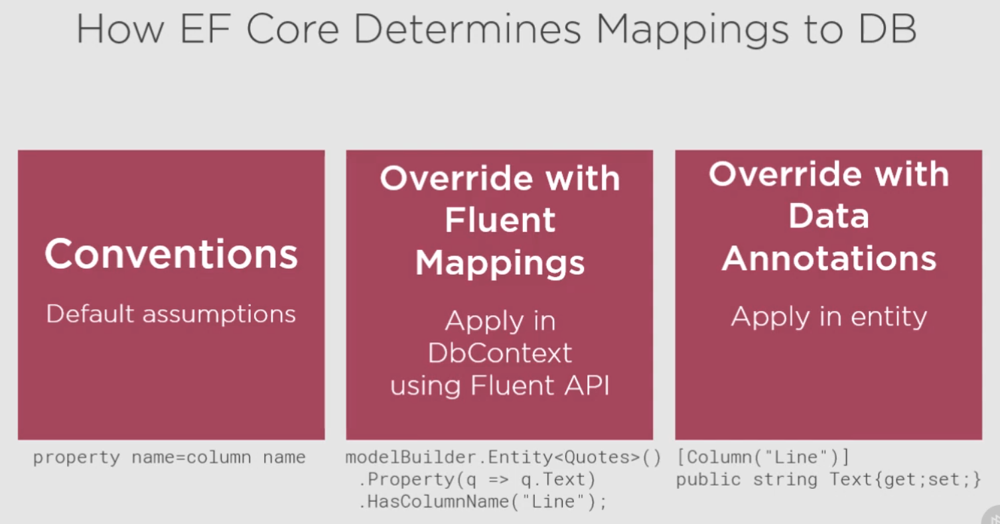 How EF Core Determines Mappings to DB
Conventions
Default assumptions
property name=column name
Override with
Fluent
Mappings
Apply in
DbContext
using Fluent API
modelBuilder.Entity<Quotes>()
.Property(q => q.Text)
.HasColumnName("Line");
Override with
Data
Annotations
Apply in entity
[Column("Line")]
public string Text{get;set;}